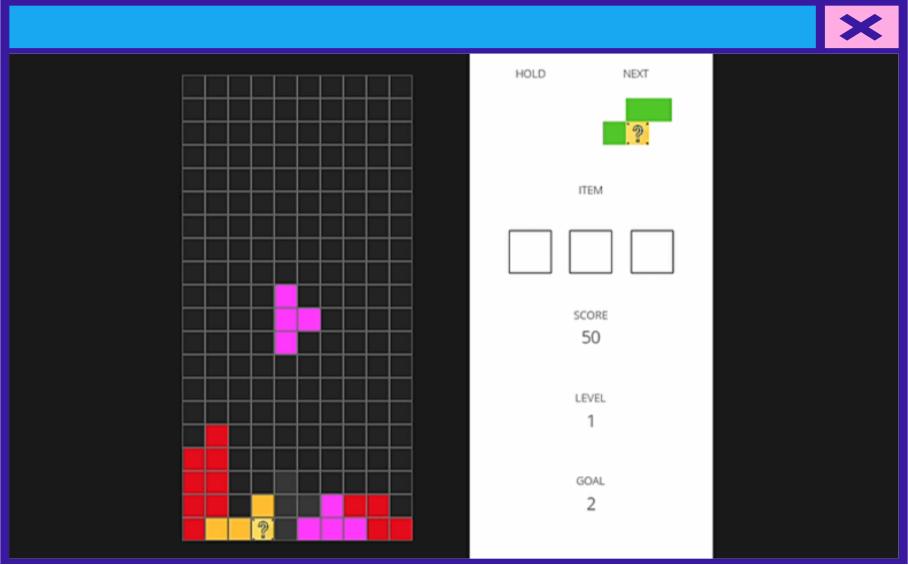 HOLD NEXT
?
ITEM
SCORE
50
LEVEL
1
GOAL
2
?